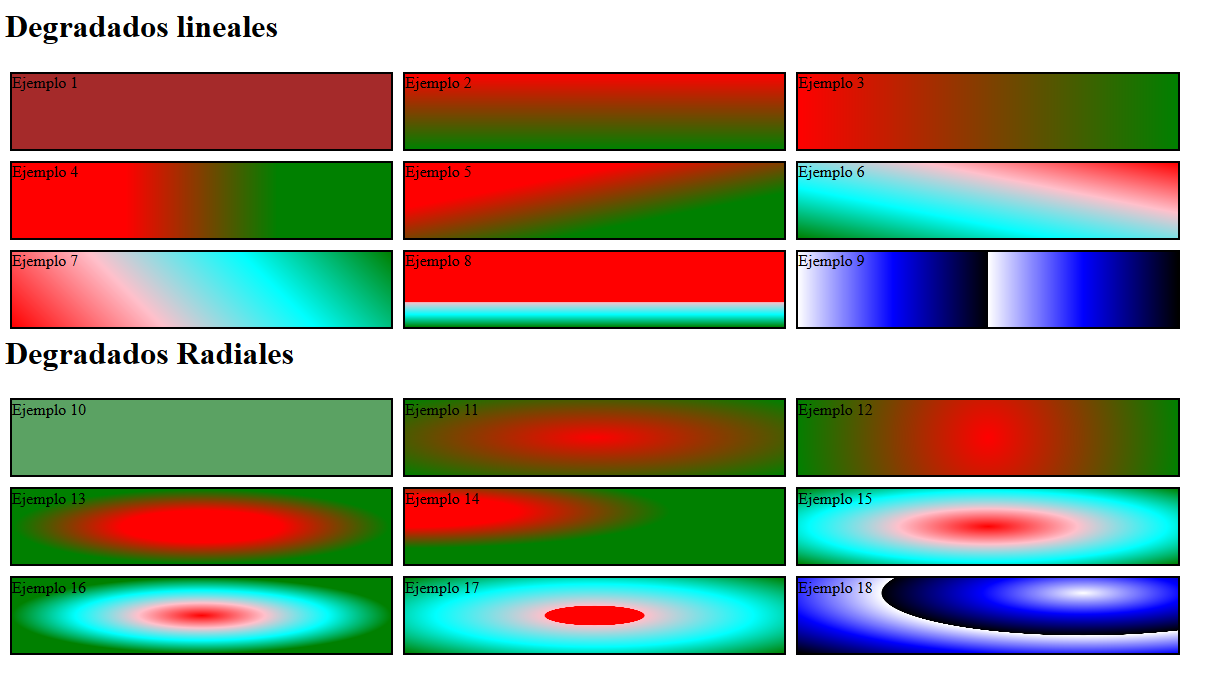 Degradados lineales
Ejemplo 1
Ejemplo 2
Ejemplo 3
Ejemplo 4
Ejemplo 5
Ejemplo 6
Ejemplo 7
Ejemplo 8
Ejemplo 9
Degradados Radiales
Ejemplo 10
Ejemplo 11
Ejemplo 12
Ejemplo 13
Ejemplo 14
Ejemplo 15
Ejemplo 16
Ejemplo 17
Ejemplo 18